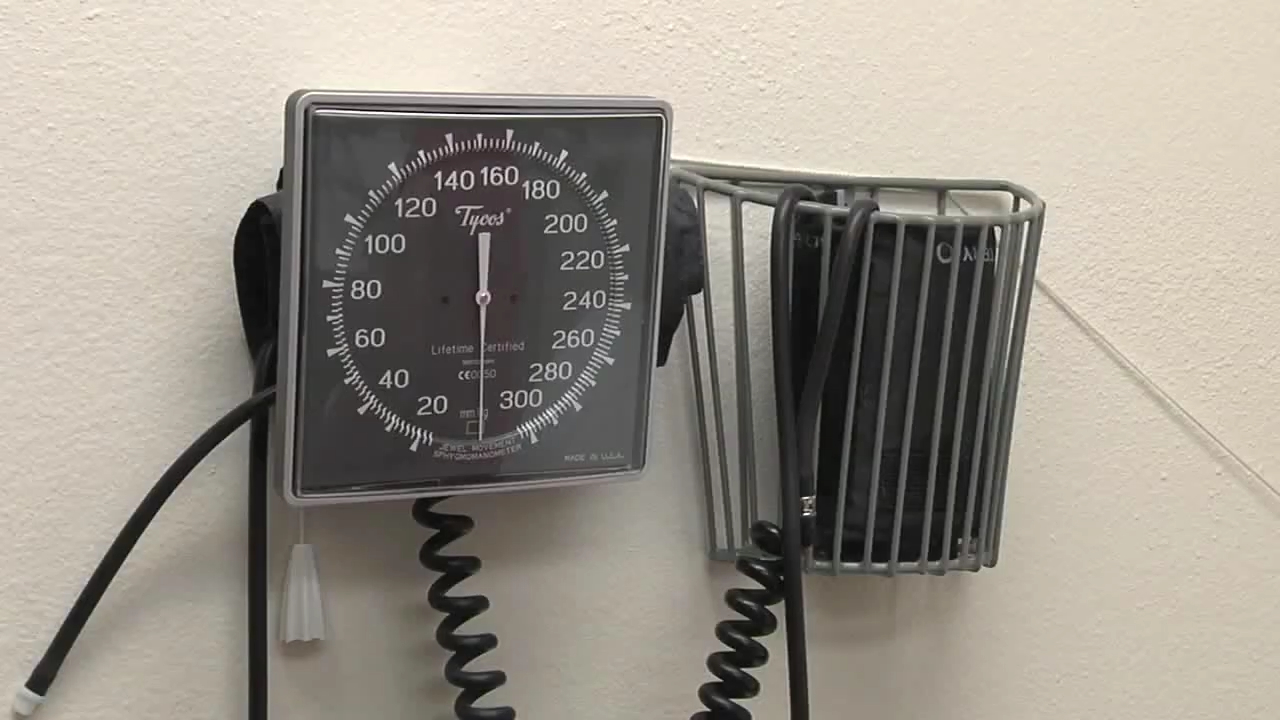 140 160
120 180
Tycos®
100 200
80 220
60 240
40 260
20 280
300
Lifetime Certified
CE0050
mmHg
JEWEL MOVEMENT
SPHYGMOMANOMETER
MADE IN U.S.A.